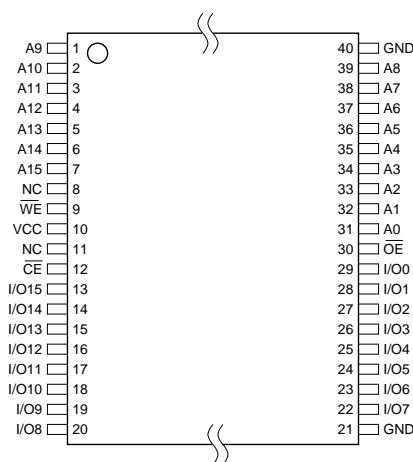 A9 1 40 GND
A10 2 39 A8
A11 3 38 A7
A12 4 37 A6
A13 5 36 A5
A14 6 35 A4
A15 7 34 A3
NC 8 33 A2
W̅E̅ 9 32 A1
VCC 10 31 A0
NC 11 30 O̅E̅
C̅E̅ 12 29 I/O0
I/O15 13 28 I/O1
I/O14 14 27 I/O2
I/O13 15 26 I/O3
I/O12 16 25 I/O4
I/O11 17 24 I/O5
I/O10 18 23 I/O6
I/O9 19 22 I/O7
I/O8 20 21 GND